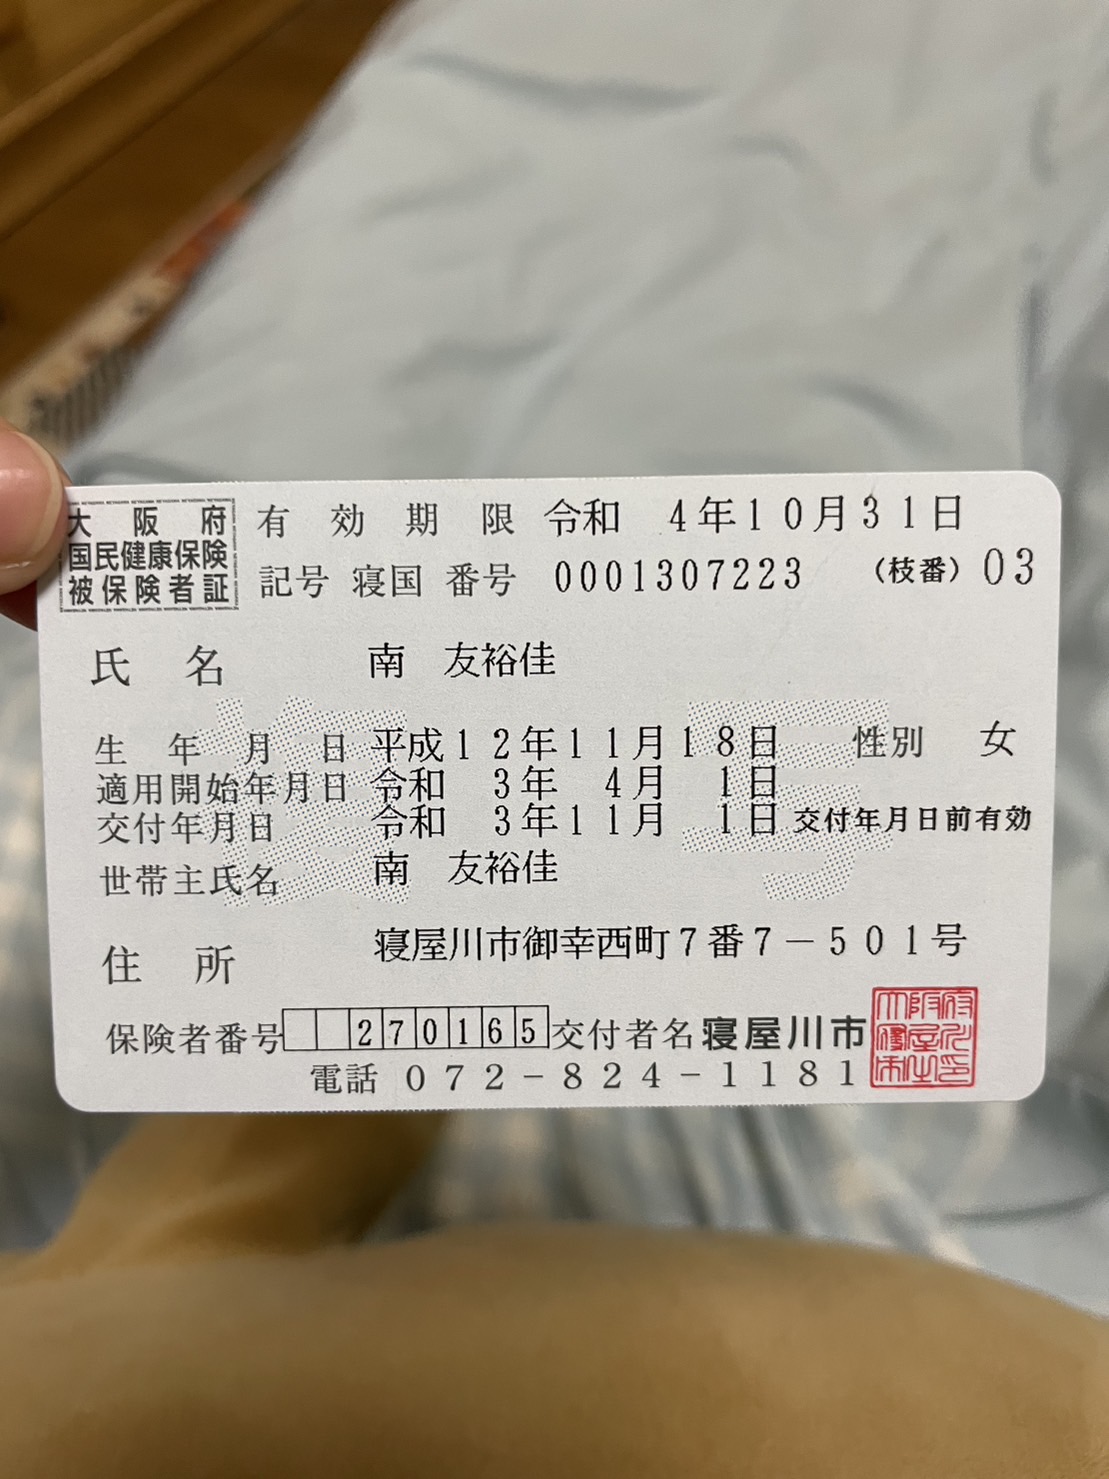 大阪府
国民健康保険
被保険者証
有効期限 令和 4年10月31日
記号 寝国 番号 0001307223 (枝番) 03
氏名 南 友裕佳
生年月日 平成12年11月18日 性別 女
適用開始年月日 令和 3年 4月 1日
交付年月日 令和 3年11月 1日 交付年月日前有効
世帯主氏名 南 友裕佳
住所 寝屋川市御幸西町7番7-501号
保険者番号 270165 交付者名 寝屋川市
電話 072-824-1181